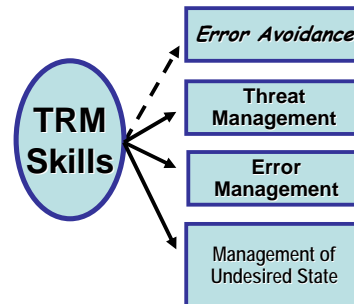 Error Avoidance
TRM
Skills
Threat
Management
Error
Management
Management of
Undesired State